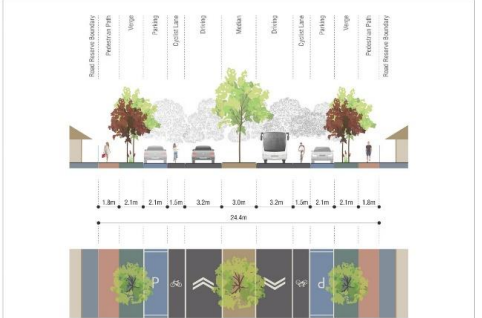 Road Reserve Boundary
Pedestrian Path
Verge
Parking
Cyclist Lane
Driving
Median
Driving
Cyclist Lane
Parking
Verge
Pedestrian Path
Road Reserve Boundary
1.8m 2.1m 2.1m 1.5m 3.2m 3.0m 3.2m 1.5m 2.1m 2.1m 1.8m
24.4m
P
P